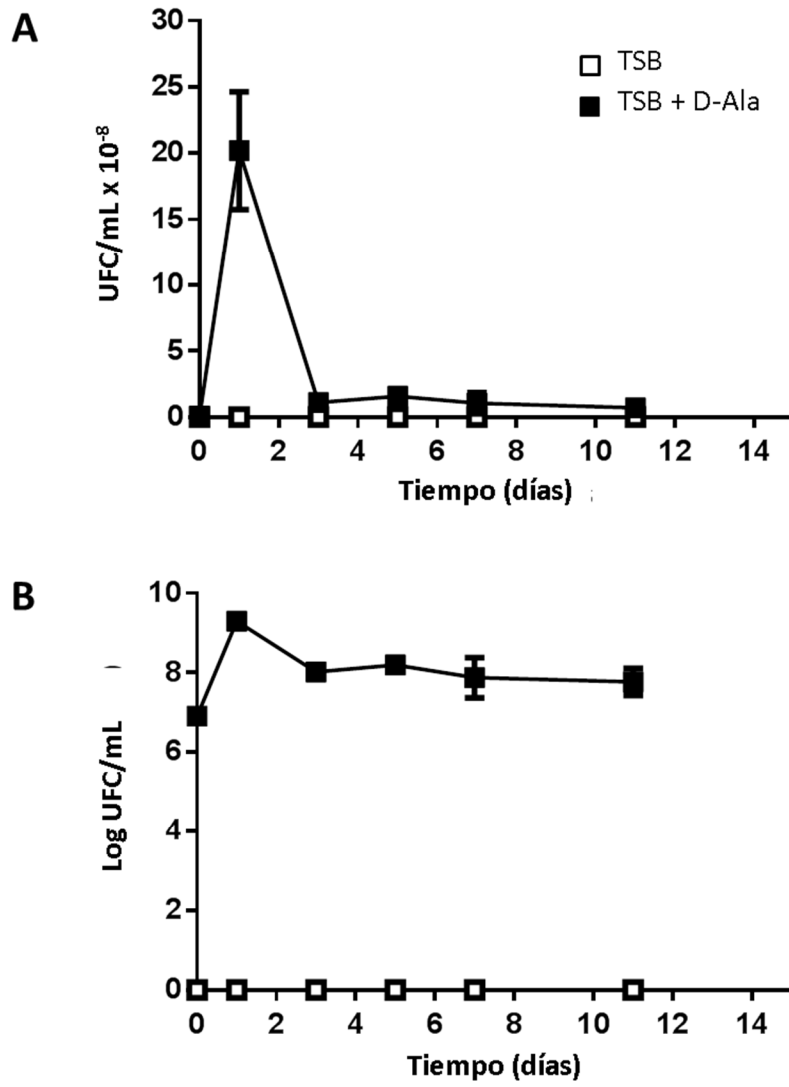 A
30
25
20
15
10
5
0
UFC/mL x 10⁻⁸
TSB
TSB + D-Ala
0 2 4 6 8 10 12 14
Tiempo (días) ;
B
10
8
6
4
2
0
Log UFC/mL )
0 2 4 6 8 10 12 14
Tiempo (días)